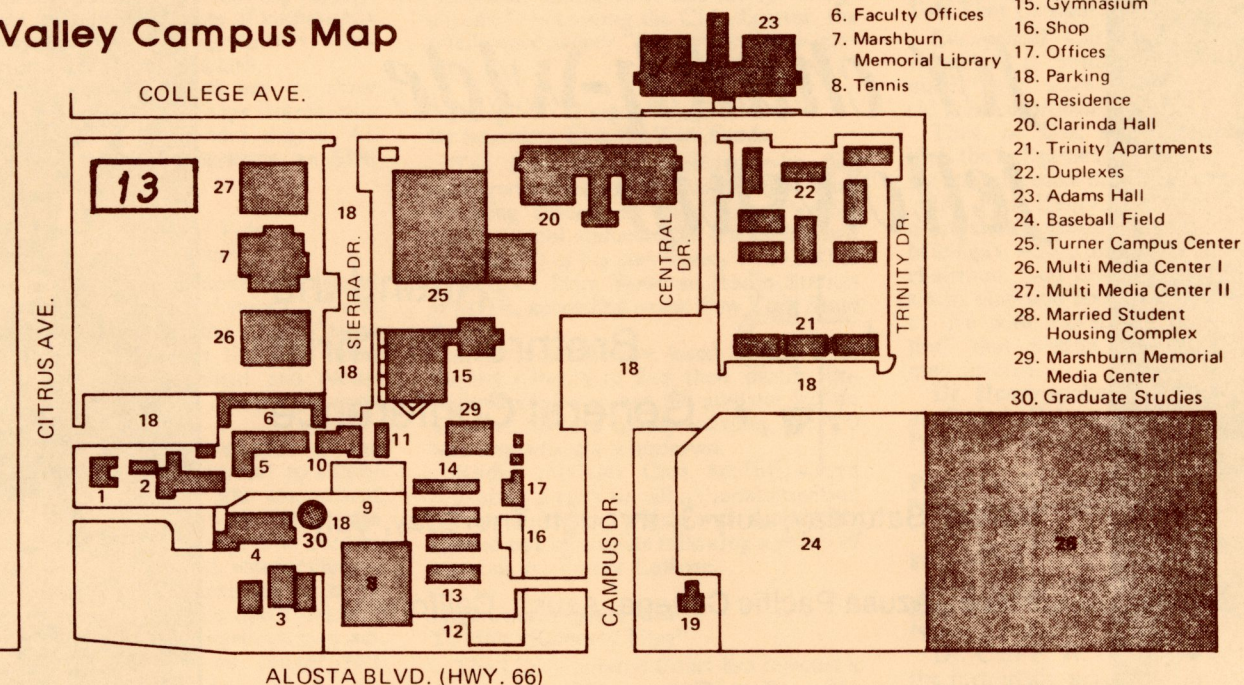 Valley Campus Map
6. Faculty Offices
7. Marshburn
Memorial Library
8. Tennis
15. Gymnasium
16. Shop
17. Offices
18. Parking
19. Residence
20. Clarinda Hall
21. Trinity Apartments
22. Duplexes
23. Adams Hall
24. Baseball Field
25. Turner Campus Center
26. Multi Media Center I
27. Multi Media Center II
28. Married Student
Housing Complex
29. Marshburn Memorial
Media Center
30. Graduate Studies
23
COLLEGE AVE.
13
27
18
20
22
7
SIERRA DR.
25
CENTRAL
DR.
TRINITY DR.
CITRUS AVE.
26
18
15
18
21
18
18
6
29
11
1
2
5
10
14
17
9
4
30
18
16
CAMPUS DR.
24
28
3
8
13
12
19
ALOSTA BLVD. (HWY. 66)